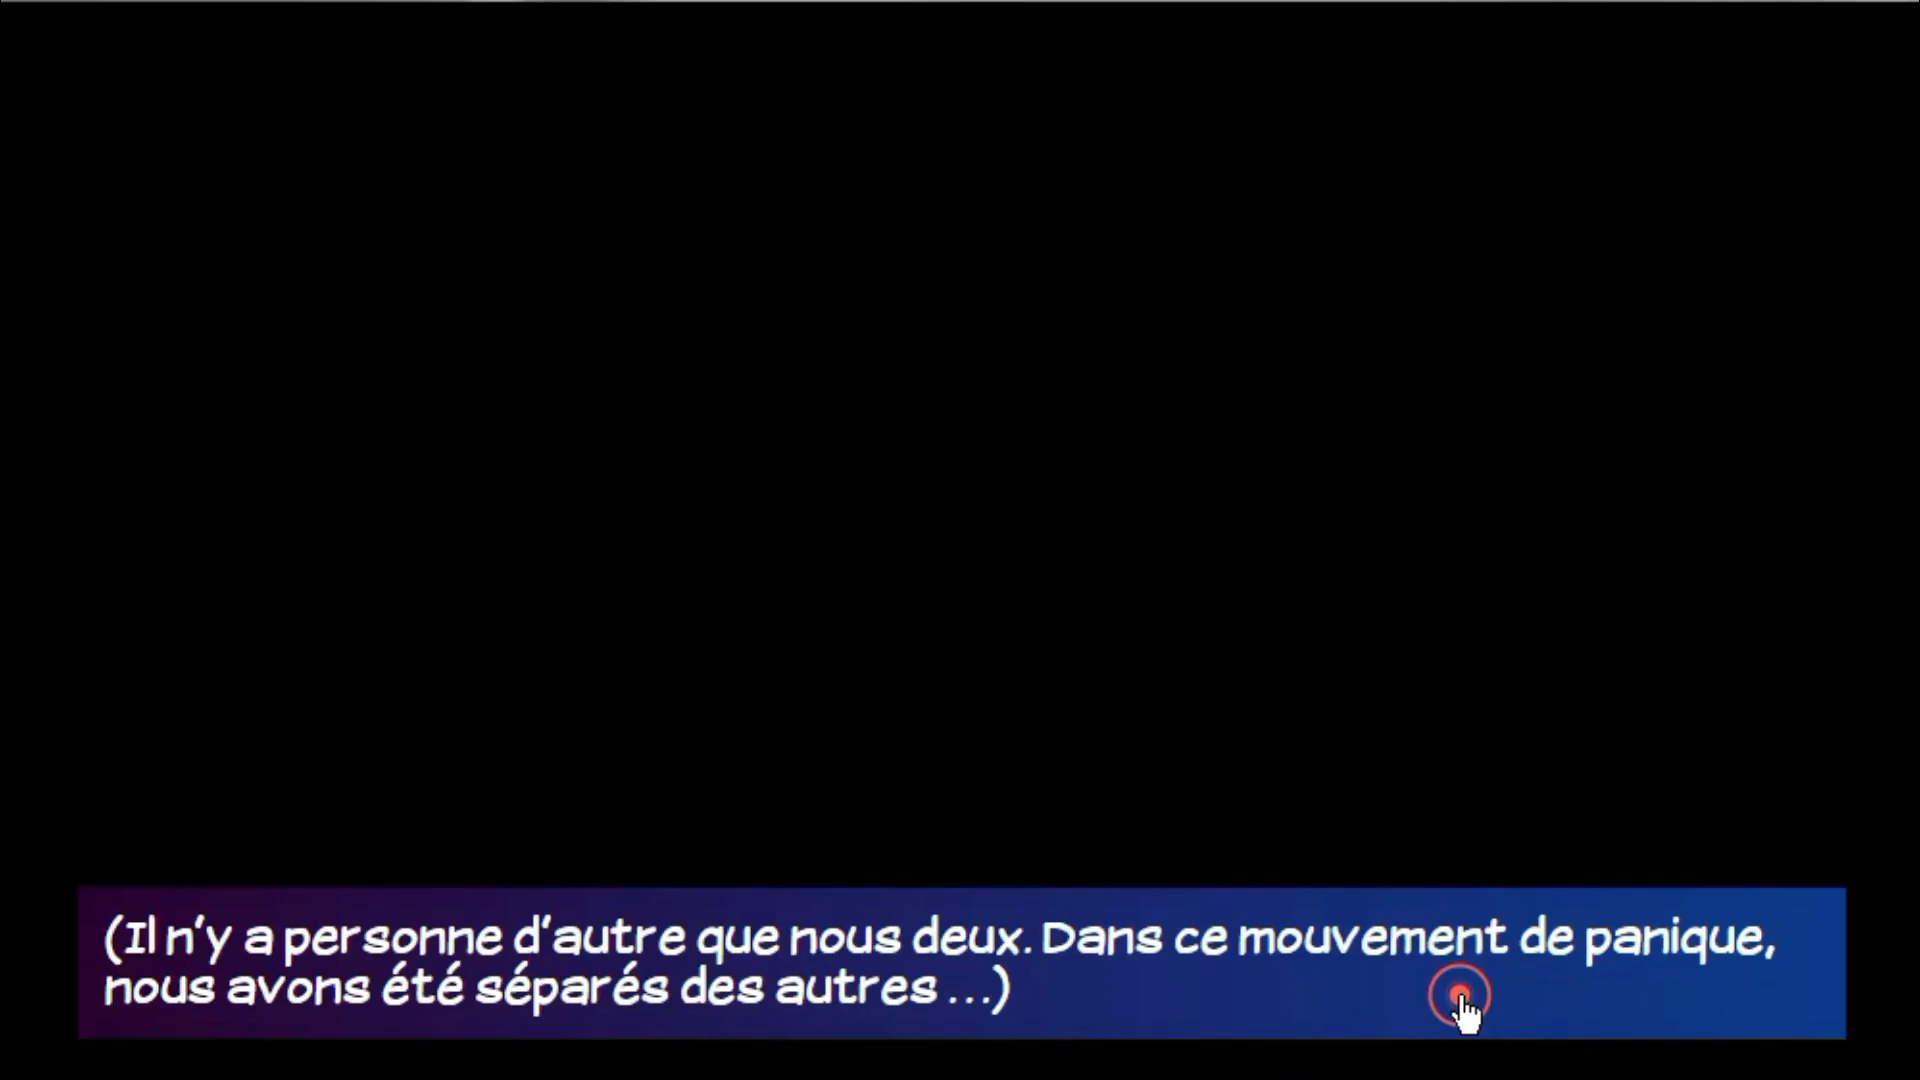 (Il n'y a personne d'autre que nous deux. Dans ce mouvement de panique,
nous avons été séparés des autres ...)